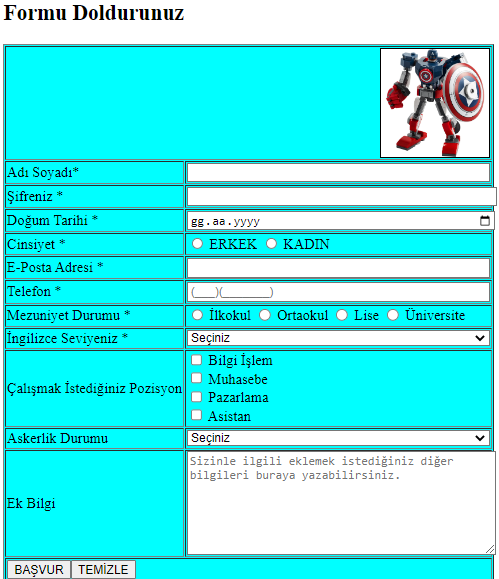 Formu Doldurunuz
Adı Soyadı*
Şifreniz *
Doğum Tarihi * gg.aa.yyyy
Cinsiyet * ERKEK KADIN
E-Posta Adresi *
Telefon * (___)(_______)
Mezuniyet Durumu * İlkokul Ortaokul Lise Üniversite
İngilizce Seviyeniz * Seçiniz
Çalışmak İstediğiniz Pozisyon
Bilgi İşlem
Muhasebe
Pazarlama
Asistan
Askerlik Durumu Seçiniz
Ek Bilgi
Sizinle ilgili eklemek istediğiniz diğer
bilgileri buraya yazabilirsiniz.
BAŞVUR TEMİZLE